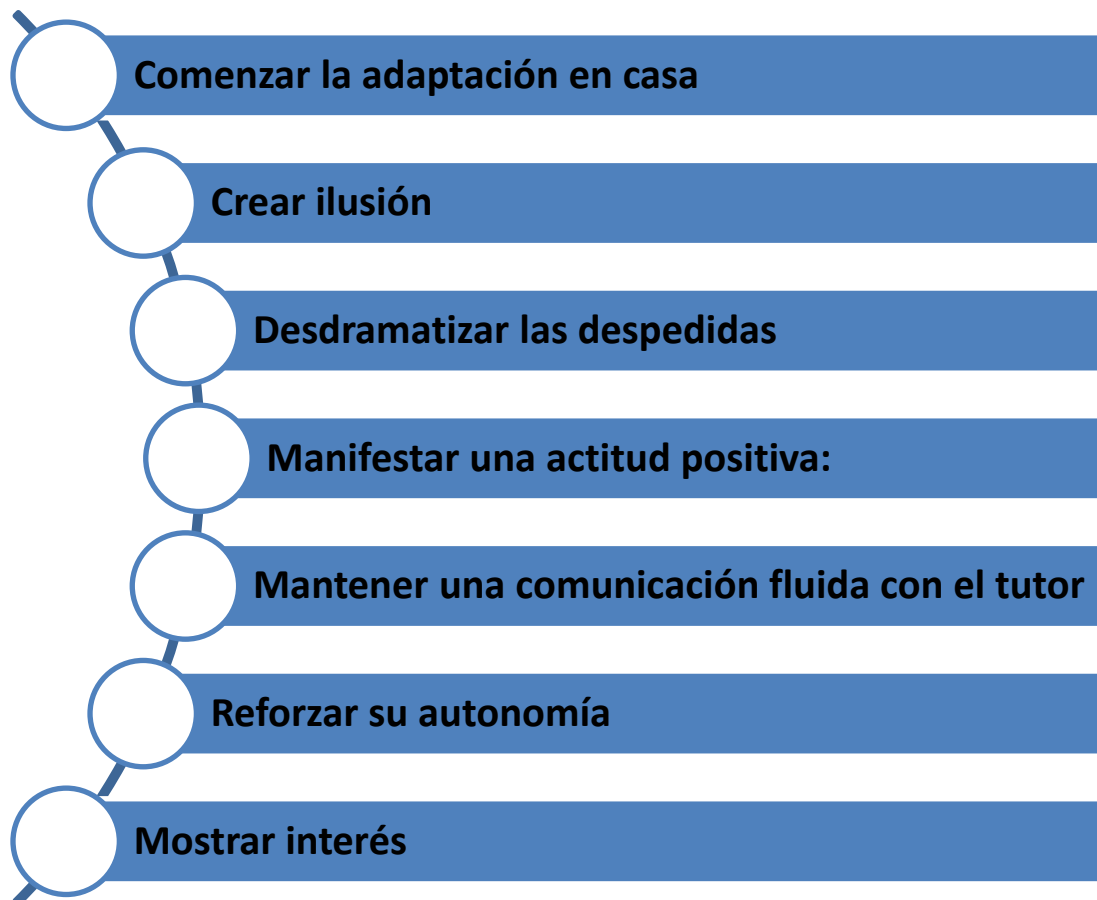 Comenzar la adaptación en casa
Crear ilusión
Desdramatizar las despedidas
Manifestar una actitud positiva:
Mantener una comunicación fluida con el tutor
Reforzar su autonomía
Mostrar interés